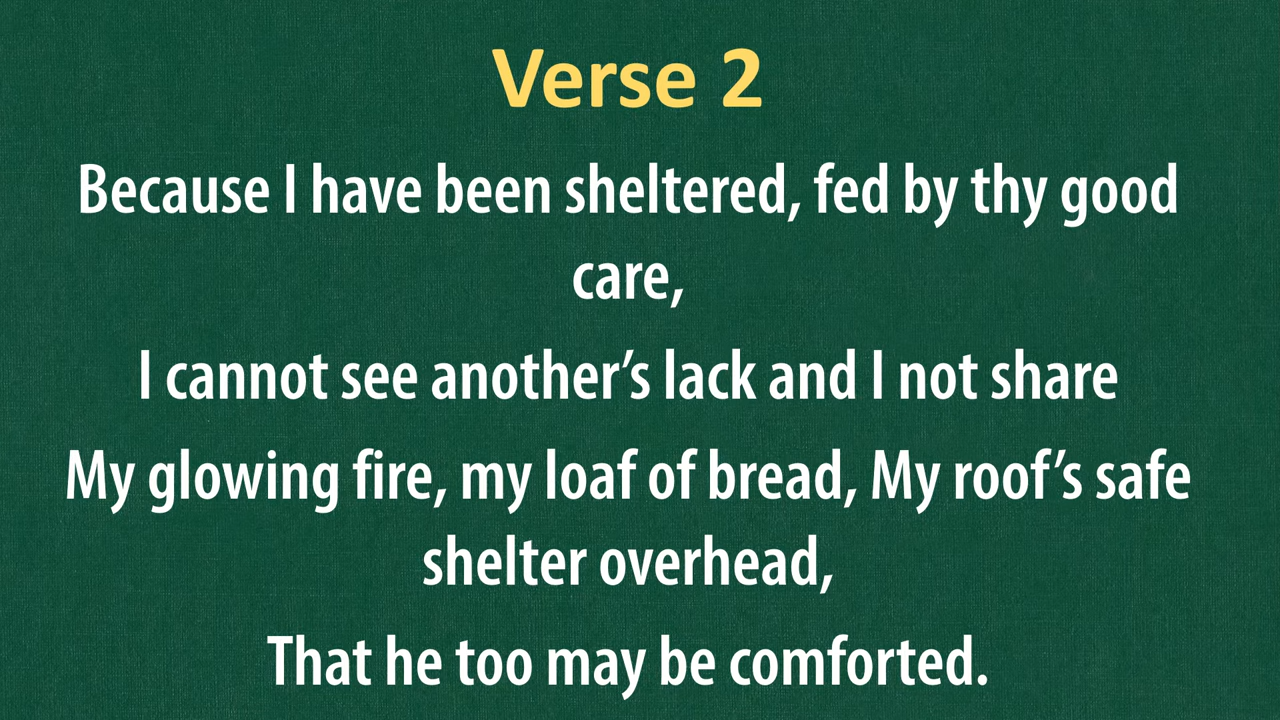 Verse 2
Because I have been sheltered, fed by thy good
care,
I cannot see another’s lack and I not share
My glowing fire, my loaf of bread, My roof’s safe
shelter overhead,
That he too may be comforted.